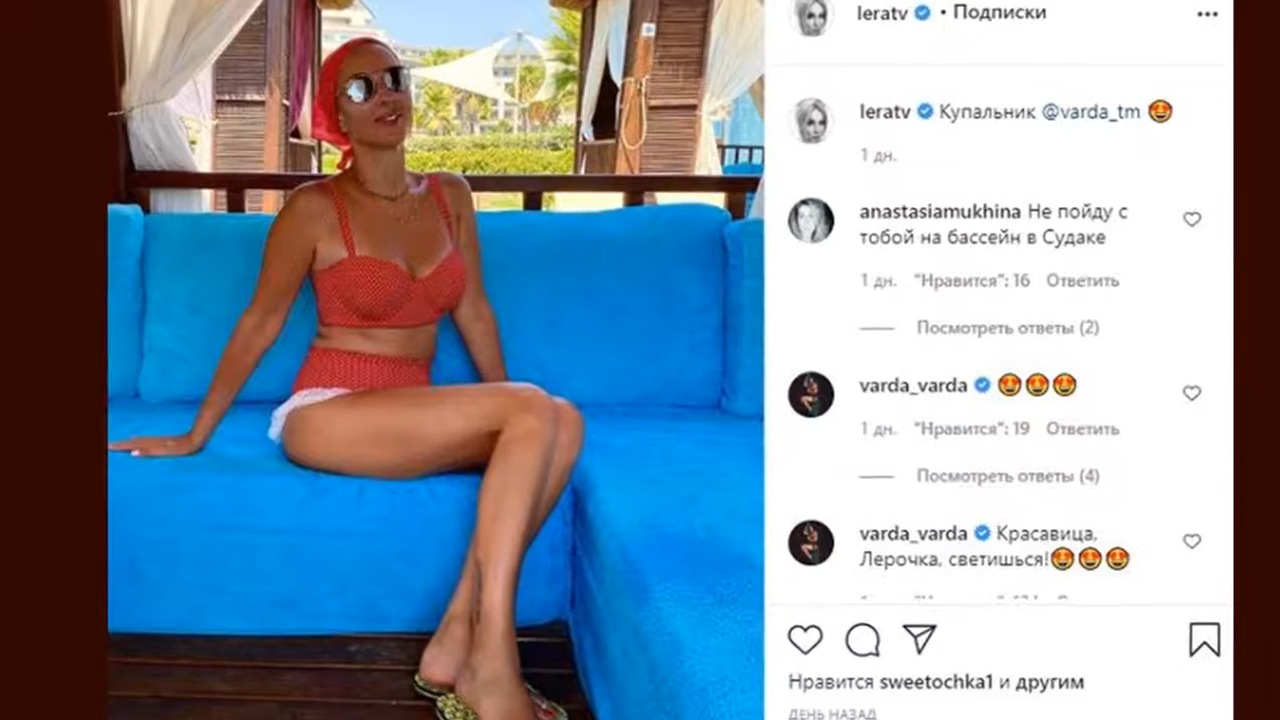 leratv • Подписки
leratv Купальник @varda_tm
1 дн.
anastasiamukhina Не пойду с
тобой на бассейн в Судаке
1 дн. "Нравится": 16 Ответить
Посмотреть ответы (2)
varda_varda
1 дн. "Нравится": 19 Ответить
Посмотреть ответы (4)
varda_varda Красавица,
Лерочка, светишься!
Нравится sweetochka1 и другим
ДЕНЬ НАЗАД